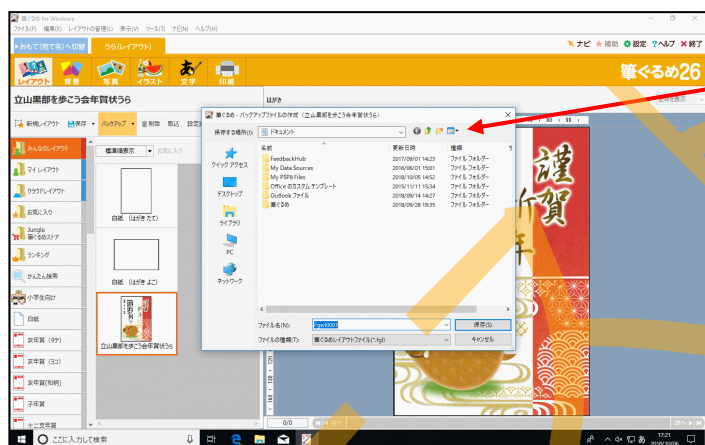 筆ぐるめ for Windows
ファイル(F) 編集(E) レイアウトの管理(L) 表示(V) ツール(T) ナビ(N) ヘルプ(H)
▸おもて(宛て名)へ切替 うら(レイアウト)
ナビ 補助 設定 ?ヘルプ ×終了
レイアウト 背景 写真 イラスト 文字 印刷
筆ぐるめ26
立山黒部を歩こう会年賀状うら
はがき
全体を表示
新規レイアウト 保存 バックアップ 削除 取込
みんなのレイアウト
標準順表示 お気に入り
マイレイアウト
クラウドレイアウト
お気に入り
Jungle
筆ぐるめストア
ランキング
かんたん検索
小学生向け
白紙
亥年賀 (タテ)
亥年賀 (ヨコ)
亥年賀(和柄)
子年賀
十二支年賀
白紙 (はがき たて)
白紙 (はがき よこ)
立山黒部を歩こう会年賀状うら
筆ぐるめ - バックアップファイルの作成 (立山黒部を歩こう会年賀状うら)
保存する場所(I): ドキュメント
名前 更新日時 種類
FeedbackHub 2017/09/01 14:23 ファイル フォルダー
My Data Sources 2016/06/01 15:01 ファイル フォルダー
My PSP8 Files 2018/10/05 14:52 ファイル フォルダー
Office のカスタム テンプレート 2015/11/11 15:34 ファイル フォルダー
Outlook ファイル 2018/09/14 14:27 ファイル フォルダー
筆ぐるめ 2018/09/28 19:35 ファイル フォルダー
クイック アクセス
デスクトップ
ライブラリ
PC
ネットワーク
ファイル名(N): Fgwl0001 保存(S)
ファイルの種類(T): 筆ぐるめレイアウトファイル(*.fgl) キャンセル
謹
賀
新
年
0/0
ここに入力して検索
17:21
2018/10/06